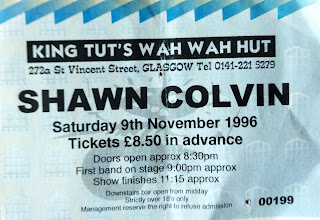 KING TUT'S WAH WAH HUT
272a St Vincent Street, GLASGOW Tel 0141-221 5279
SHAWN COLVIN
Saturday 9th November 1996
Tickets £8.50 in advance
Doors open approx 8:30pm
First band on stage 9:00pm approx
Show finishes 11:15 approx
Downstairs bar open from midday
Strictly over 18's only
Management reserve the right to refuse admission
00199